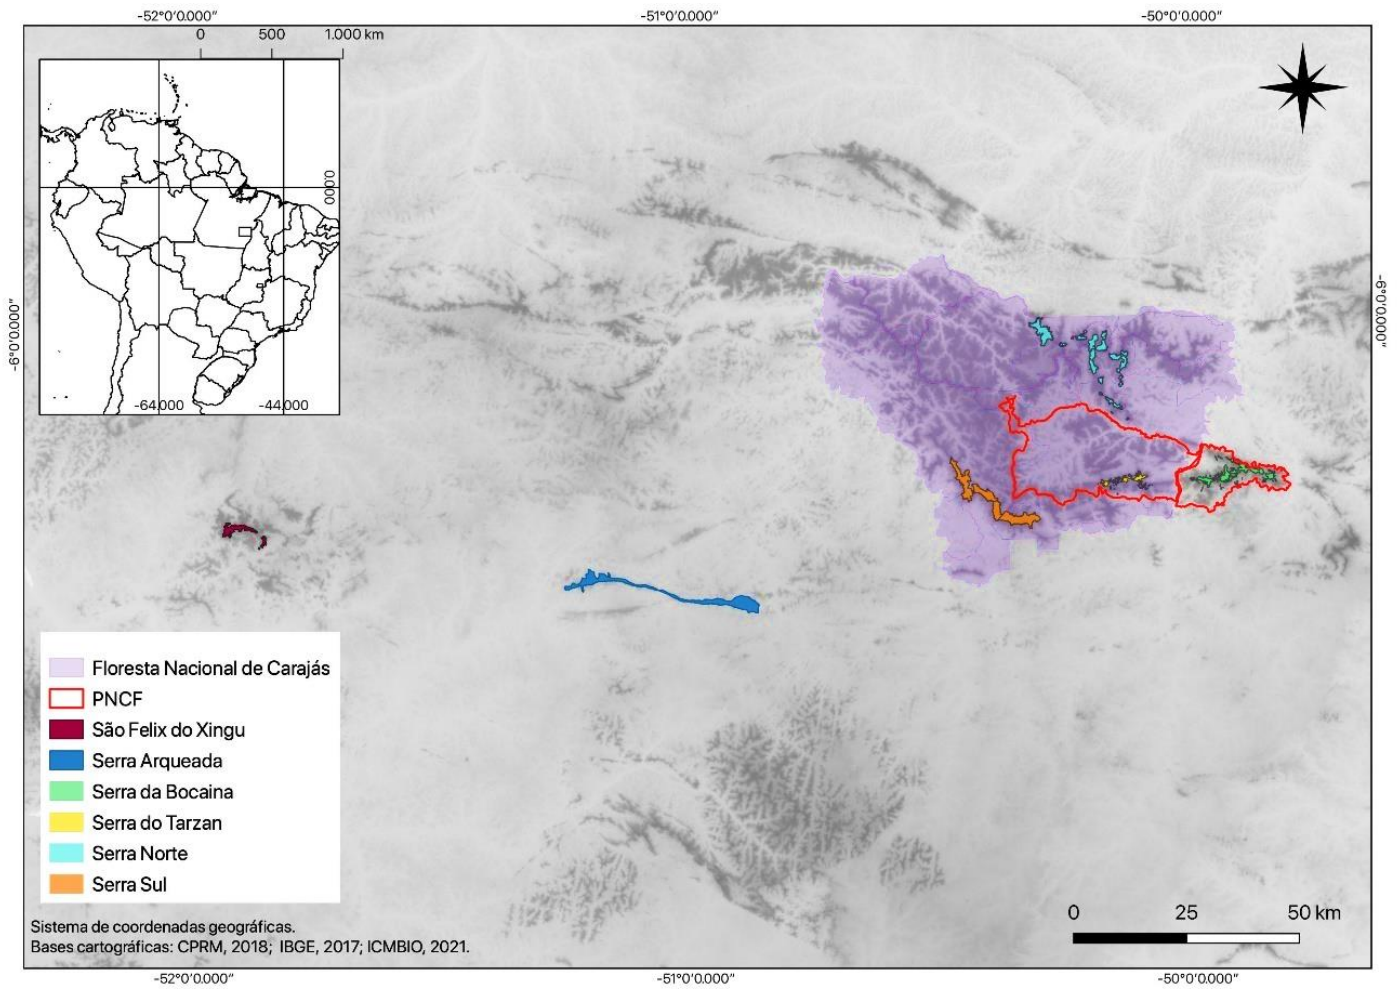 -52°0'0.000"
-51°0'0.000"
-50°0'0.000"
0 500 1.000 km
0.000
-64.000
-44.000
-6°0'0.000"
-6°0'0.000"
Floresta Nacional de Carajás
PNCF
São Felix do Xingu
Serra Arqueada
Serra da Bocaina
Serra do Tarzan
Serra Norte
Serra Sul
0 25 50 km
Sistema de coordenadas geográficas.
Bases cartográficas: CPRM, 2018; IBGE, 2017; ICMBIO, 2021.
-52°0'0.000"
-51°0'0.000"
-50°0'0.000"